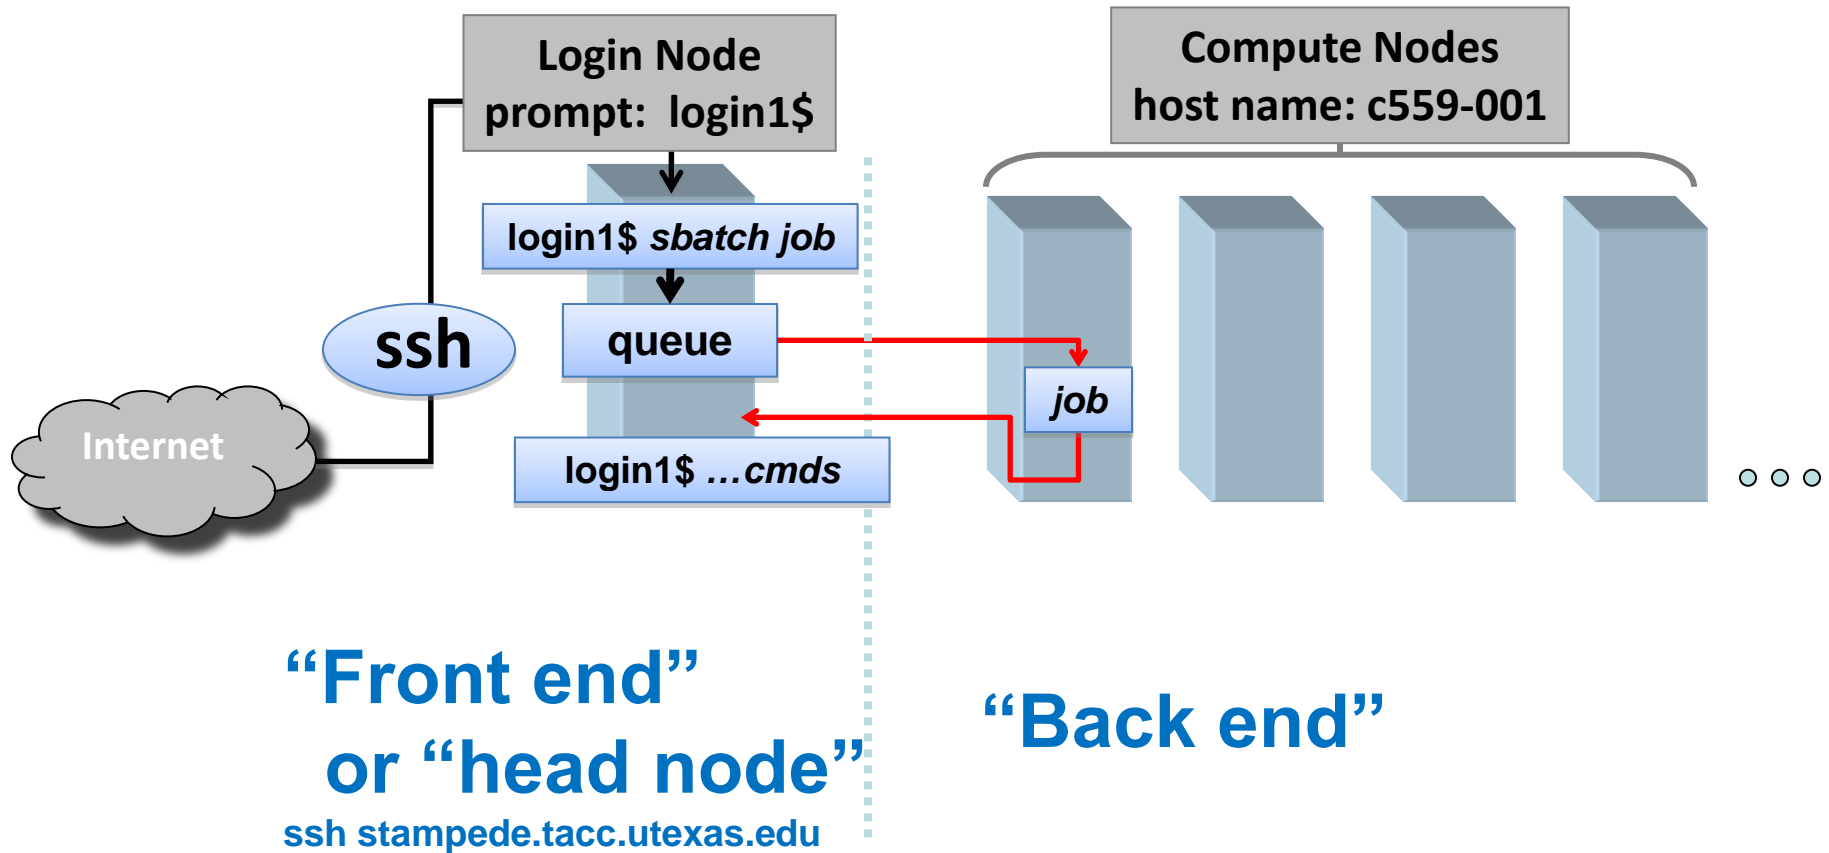 Login Node
prompt:  login1$
Compute Nodes
host name: c559-001
login1$ sbatch job
queue
ssh
job
Internet
login1$ …cmds
“Front end”
or “head node”
ssh stampede.tacc.utexas.edu
“Back end”